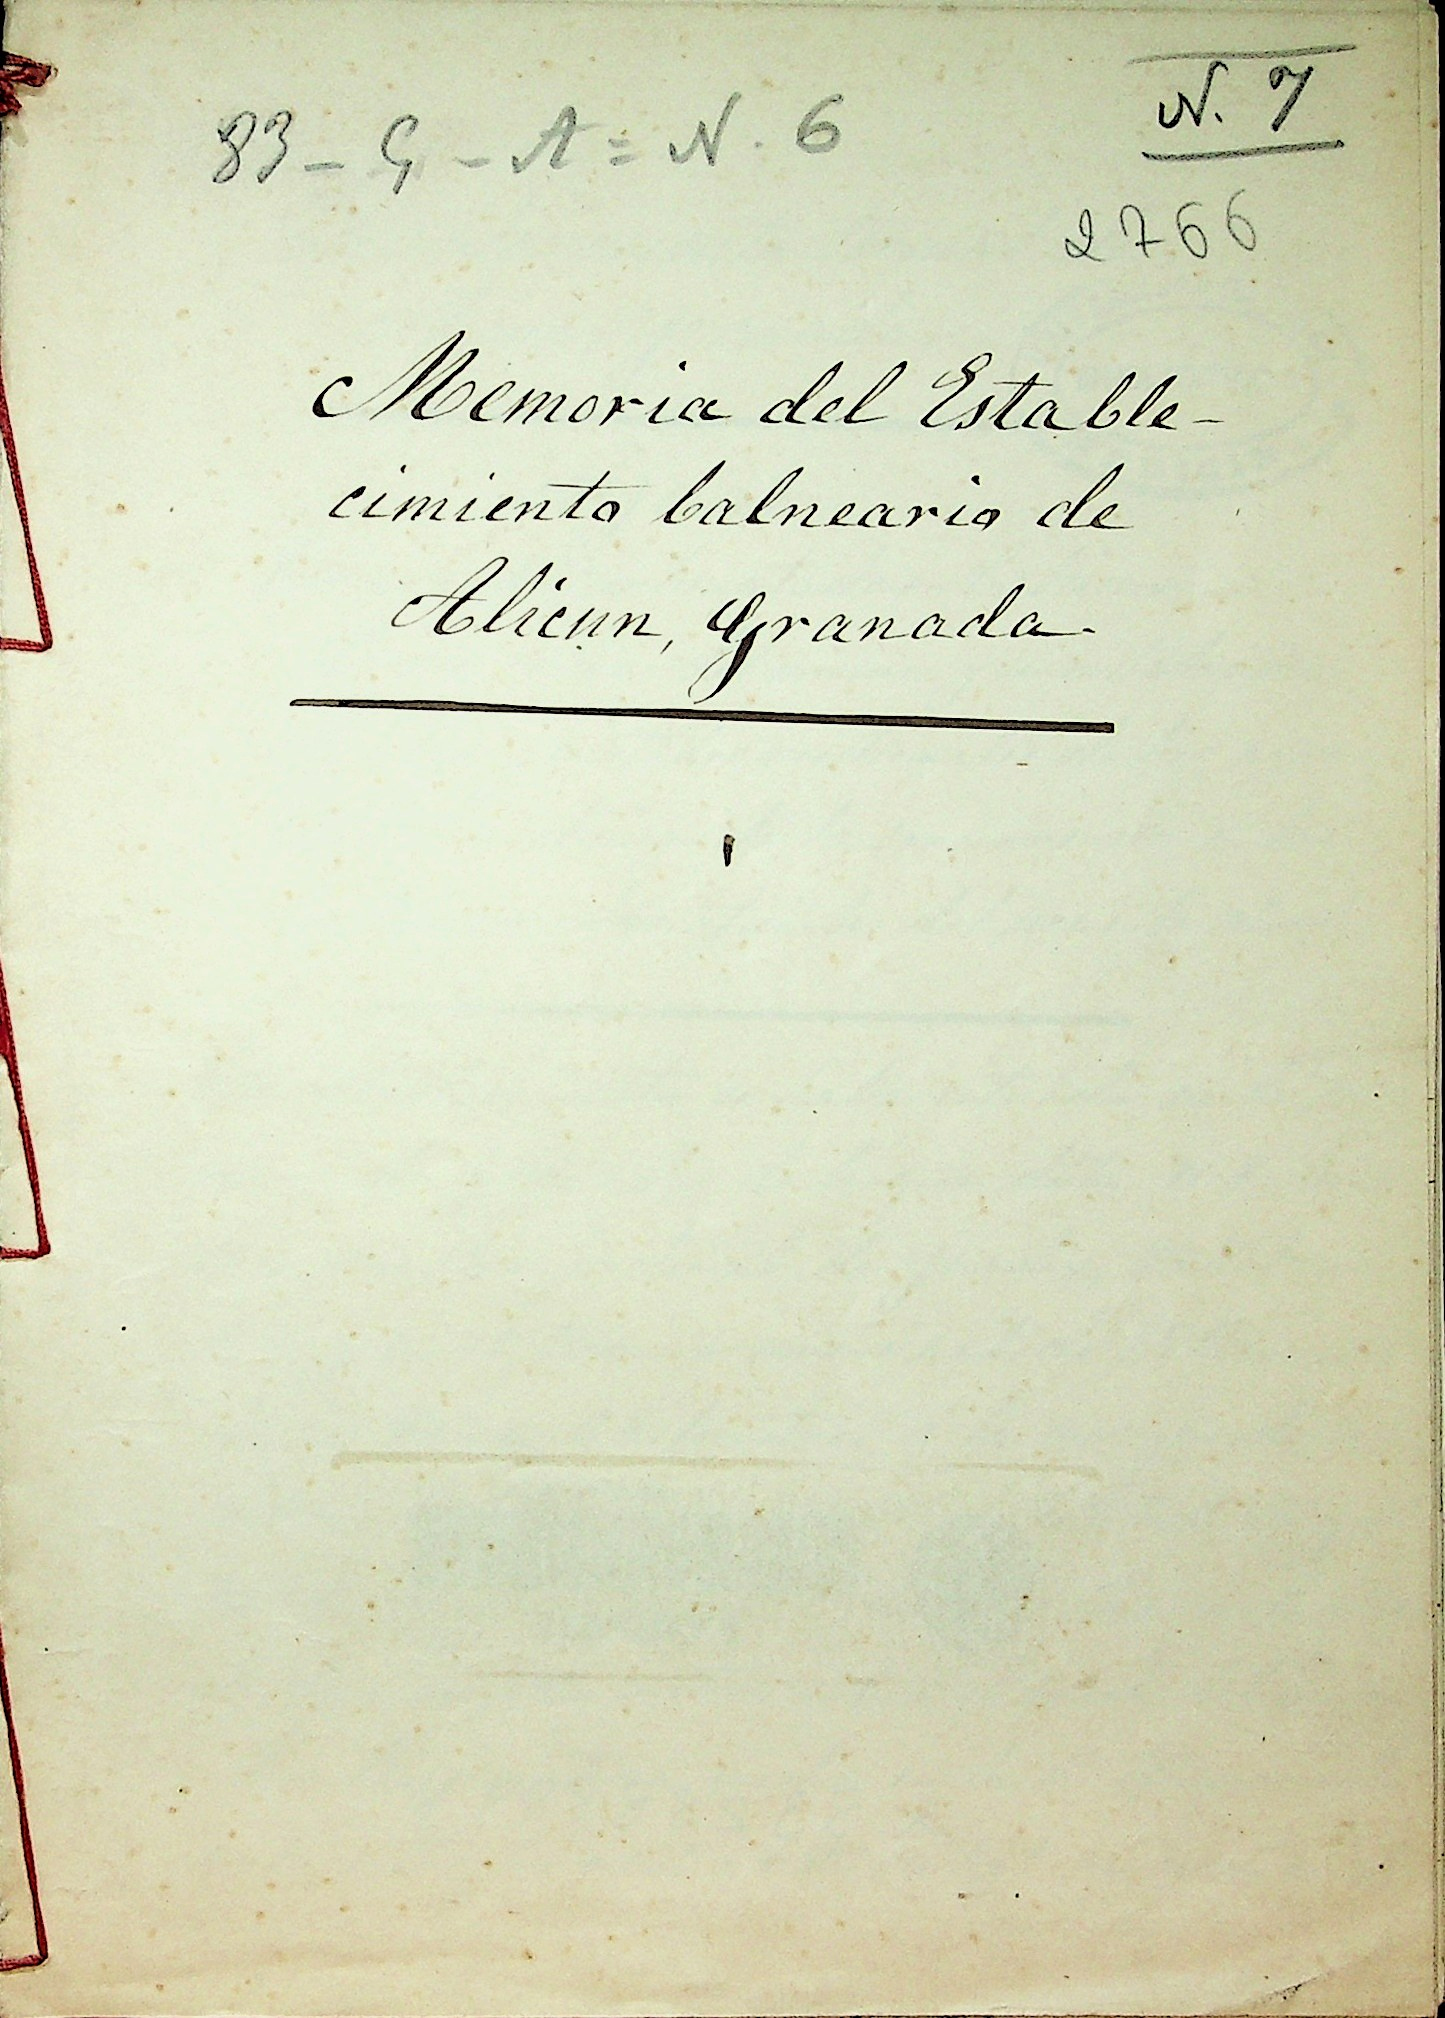 N. 7
83 - G - A = N. 6
2766
Memoria del Estable-
cimiento balneario de
Alicun, Granada.